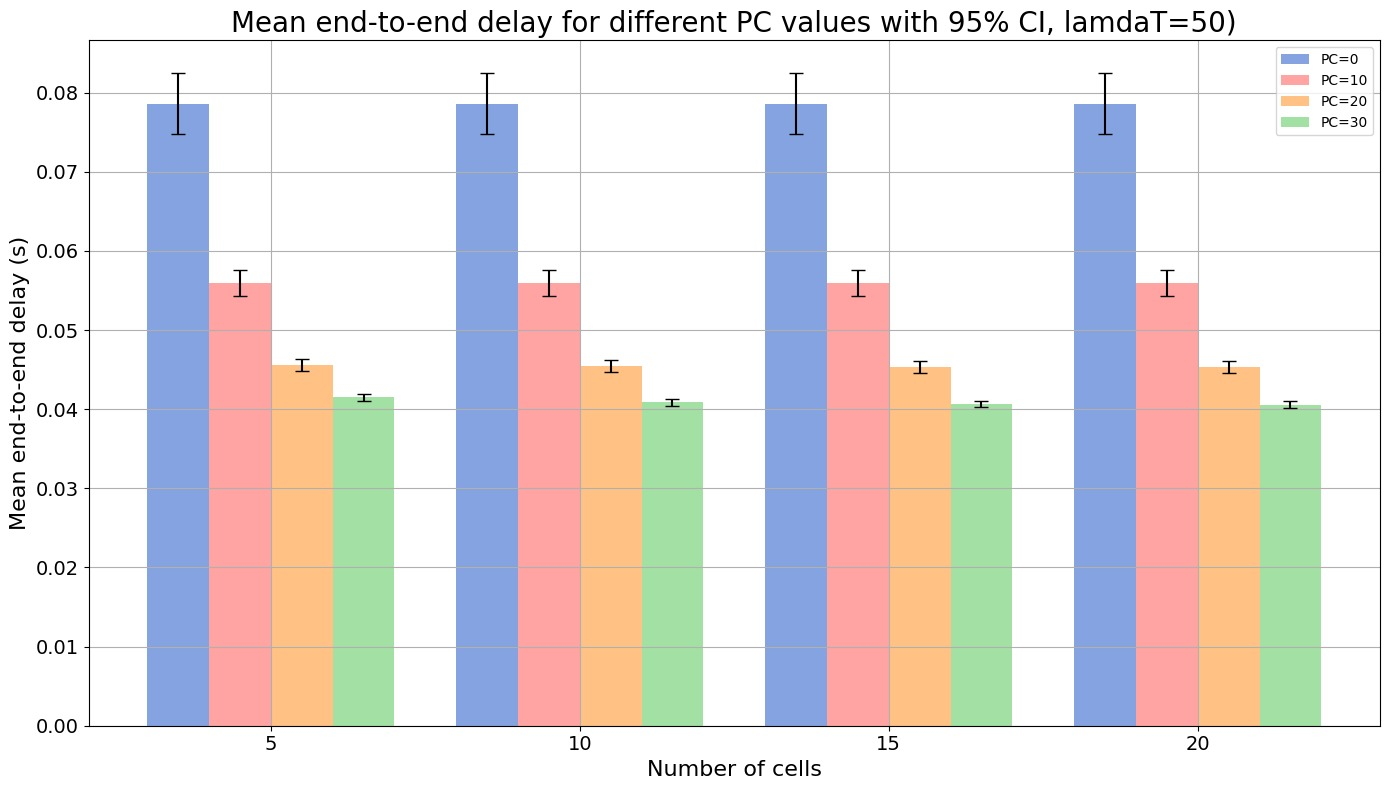 Mean end-to-end delay for different PC values with 95% CI, lamdaT=50)
PC=0
PC=10
PC=20
PC=30
Mean end-to-end delay (s)
0.08
0.07
0.06
0.05
0.04
0.03
0.02
0.01
0.00
5 10 15 20
Number of cells